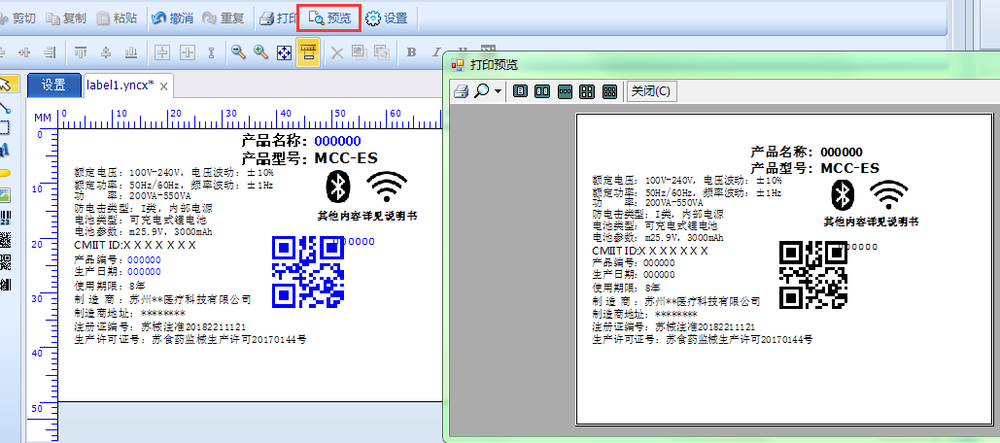 剪切 复制 粘贴 撤消 重复 打印 预览 设置
B I U
设置 label1.yncx* ×
MM 0 10 20 30 40 50 60
0
10
20
30
40
50
产品名称：000000
产品型号：MCC-ES
额定电压：100V-240V，电压波动：±10%
额定功率：50Hz/60Hz，频率波动：±1Hz
功 率：200VA-550VA
防电击类型：I类，内部电源
电池类型：可充电式锂电池
电池参数：m25.9V，3000mAh
CMIIT ID:X X X X X X X
产品编号：000000
生产日期：000000
使用期限：8年
制 造 商：苏州**医疗科技有限公司
制造商地址：********
注册证编号：苏械注准20182211121
生产许可证号：苏食药监械生产许可20170144号
其他内容详见说明书
000000
打印预览
关闭(C)
产品名称：000000
产品型号：MCC-ES
额定电压：100V-240V，电压波动：±10%
额定功率：50Hz/60Hz，频率波动：±1Hz
功 率：200VA-550VA
防电击类型：I类，内部电源
电池类型：可充电式锂电池
电池参数：m25.9V，3000mAh
CMIIT ID:X X X X X X X
产品编号：000000
生产日期：000000
使用期限：8年
制 造 商：苏州**医疗科技有限公司
制造商地址：********
注册证编号：苏械注准20182211121
生产许可证号：苏食药监械生产许可20170144号
其他内容详见说明书
000000